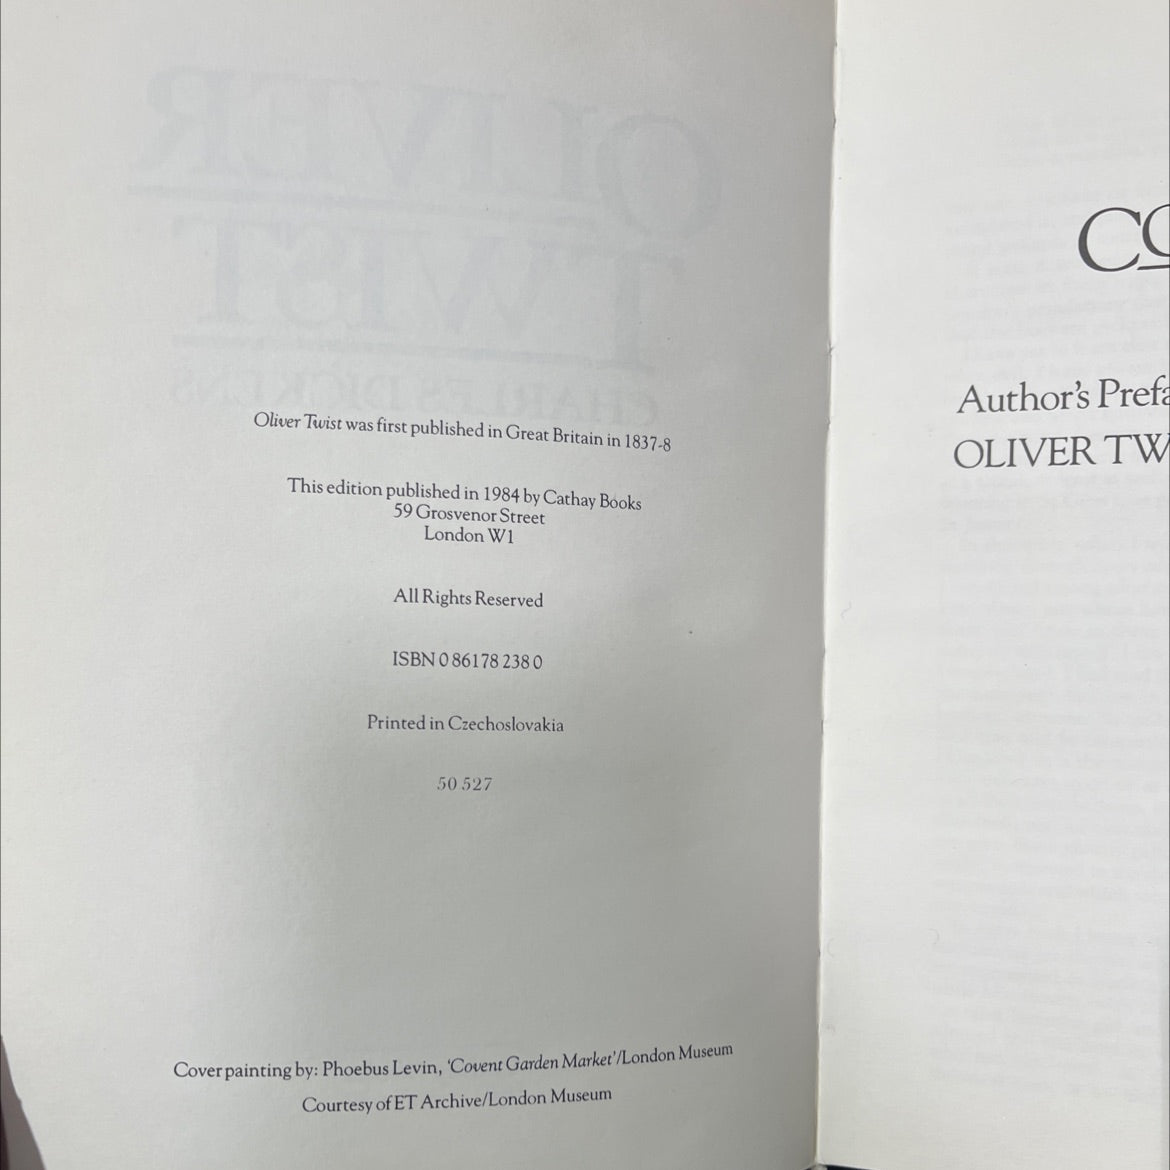 Oliver Twist was first published in Great Britain in 1837-8
This edition published in 1984 by Cathay Books
59 Grosvenor Street
London W1
All Rights Reserved
ISBN 0 86178 238 0
Printed in Czechoslovakia
50 527
Cover painting by: Phoebus Levin, ‘Covent Garden Market’/London Museum
Courtesy of ET Archive/London Museum
CO
Author's Prefa
OLIVER TW